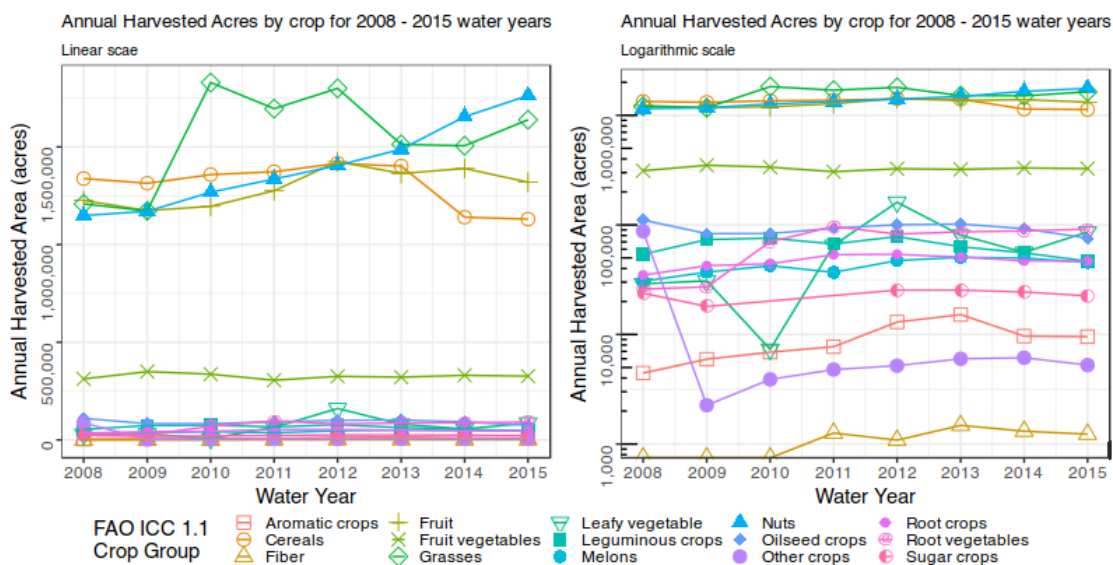 Annual Harvested Acres by crop for 2008 - 2015 water years
Linear scae
Annual Harvested Area (acres)
1,500,000
1,000,000
500,000
0
2008 2009 2010 2011 2012 2013 2014 2015
Water Year
Annual Harvested Acres by crop for 2008 - 2015 water years
Logarithmic scale
Annual Harvested Area (acres)
1,000,000
100,000
10,000
1,000
2008 2009 2010 2011 2012 2013 2014 2015
Water Year
FAO ICC 1.1
Crop Group
Aromatic crops
Cereals
Fiber
Fruit
Fruit vegetables
Grasses
Leafy vegetable
Leguminous crops
Melons
Nuts
Oilseed crops
Other crops
Root crops
Root vegetables
Sugar crops